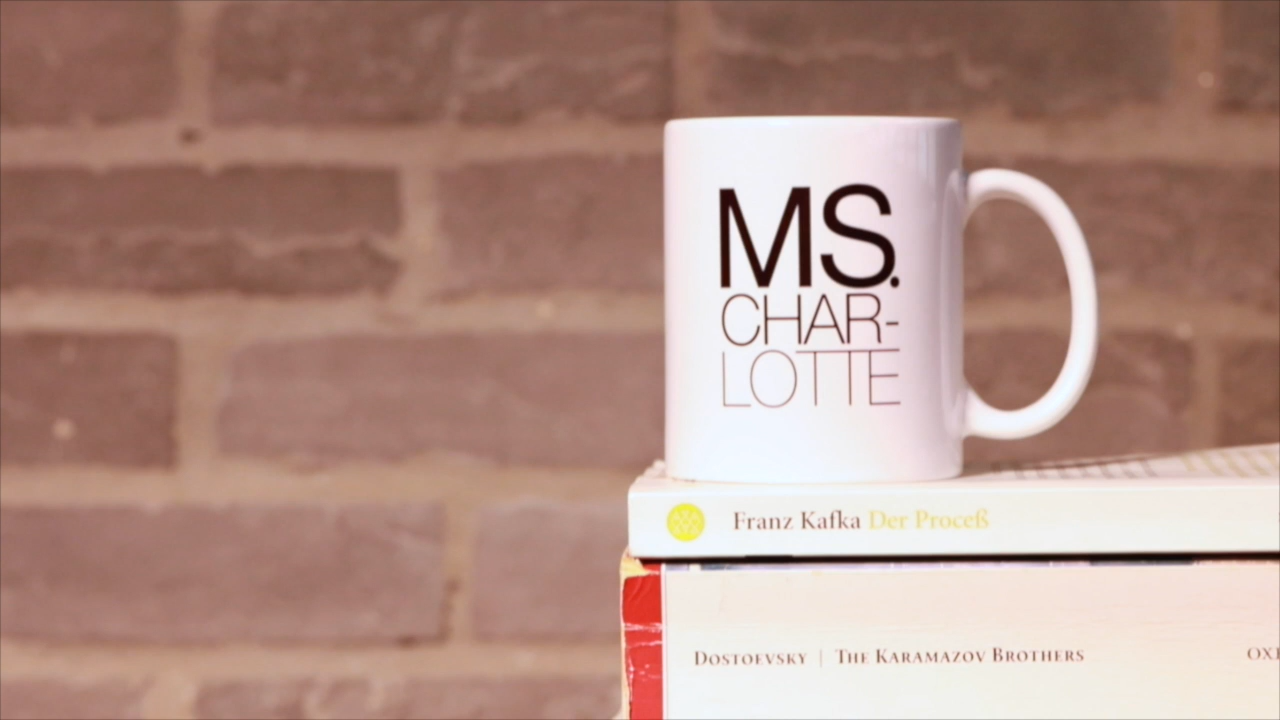 MS.
CHAR-
LOTTE
Franz Kafka Der Proceß
DOSTOEVSKY | THE KARAMAZOV BROTHERS